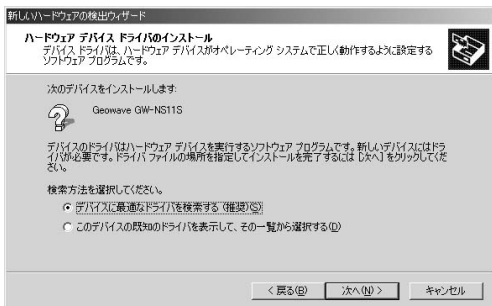 新しいハードウェアの検出ウィザード
ハードウェア デバイス ドライバのインストール
デバイス ドライバは、ハードウェア デバイスがオペレーティング システムで正しく動作するように設定する
ソフトウェア プログラムです。
次のデバイスをインストールします:
Geowave GW-NS11S
デバイスのドライバはハードウェア デバイスを実行するソフトウェア プログラムです。新しいデバイスにはドラ
イバが必要です。ドライバ ファイルの場所を指定してインストールを完了するには [次へ] をクリックしてくだ
さい。
検索方法を選択してください。
デバイスに最適なドライバを検索する (推奨)(S)
このデバイスの既知のドライバを表示して、その一覧から選択する(D)
< 戻る(B) 次へ(N) > キャンセル